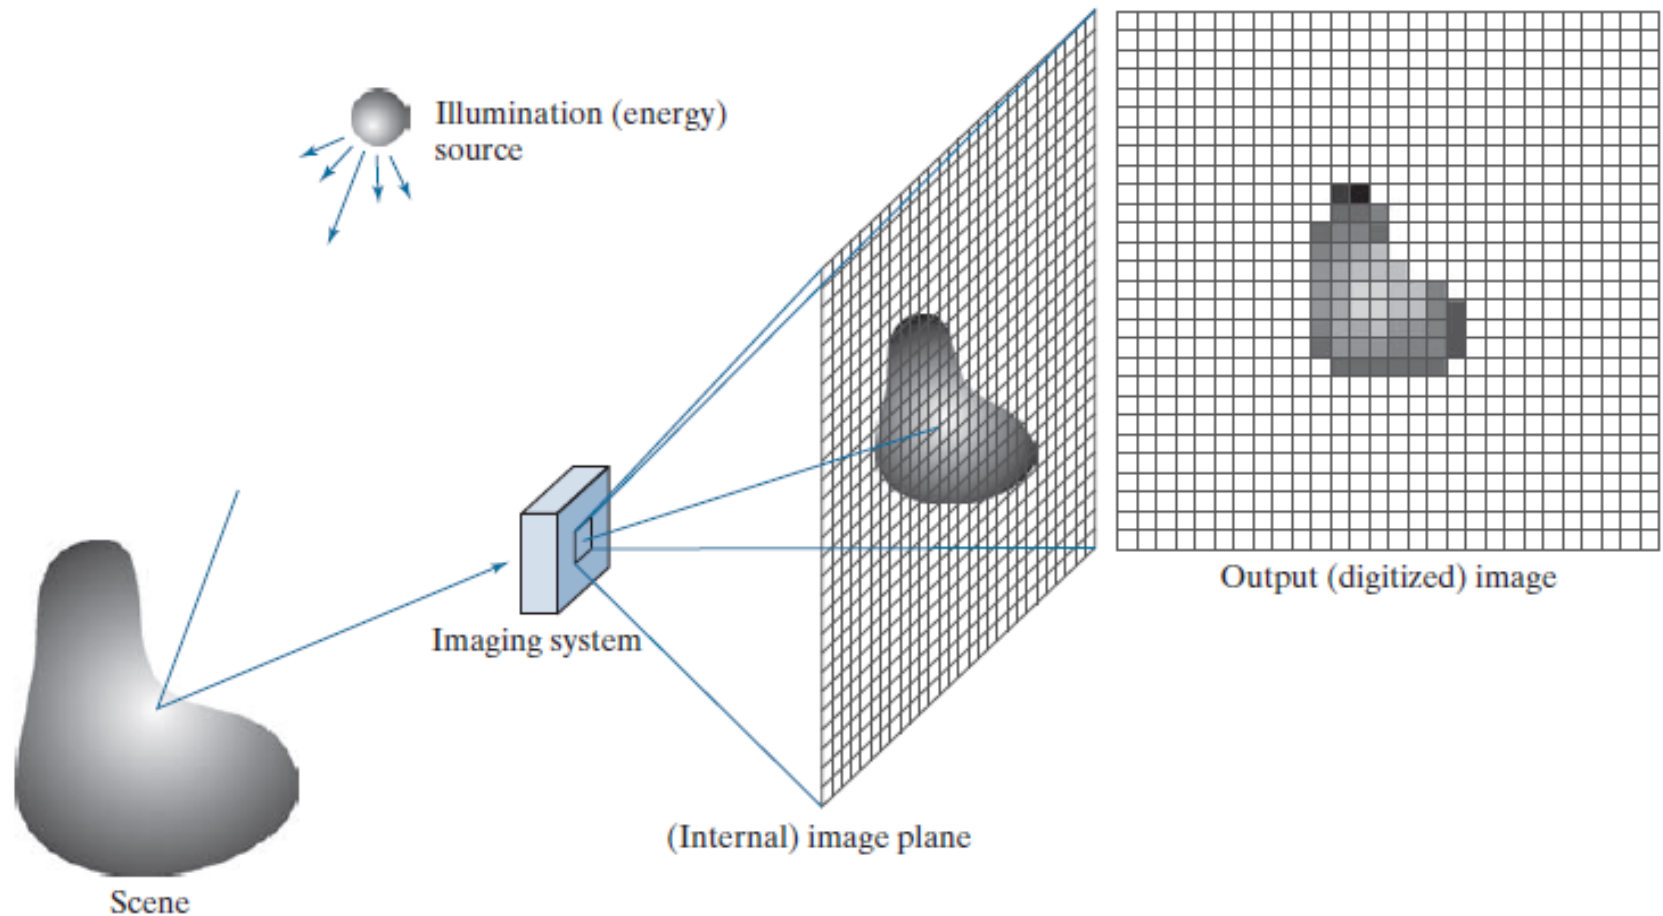 Illumination (energy)
source
Output (digitized) image
Imaging system
(Internal) image plane
Scene